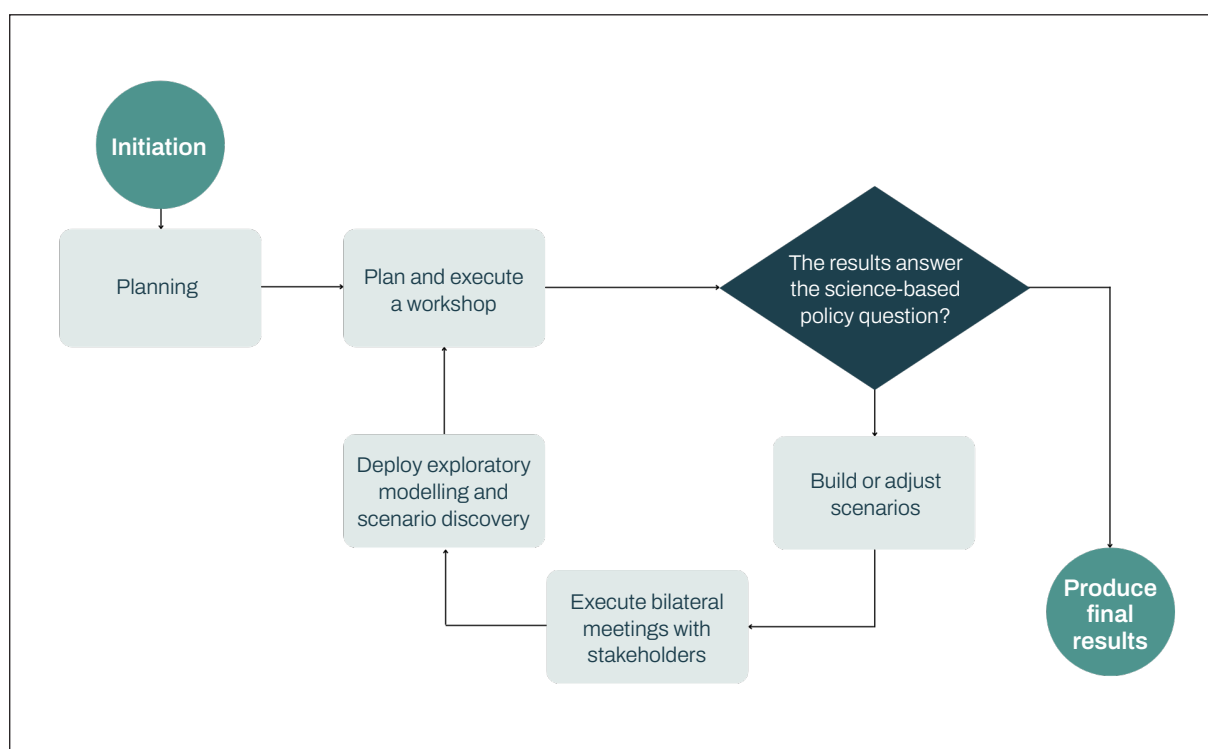 Initiation
Planning
Plan and execute
a workshop
The results answer
the science-based
policy question?
Deploy exploratory
modelling and
scenario discovery
Build or adjust
scenarios
Execute bilateral
meetings with
stakeholders
Produce
final
results